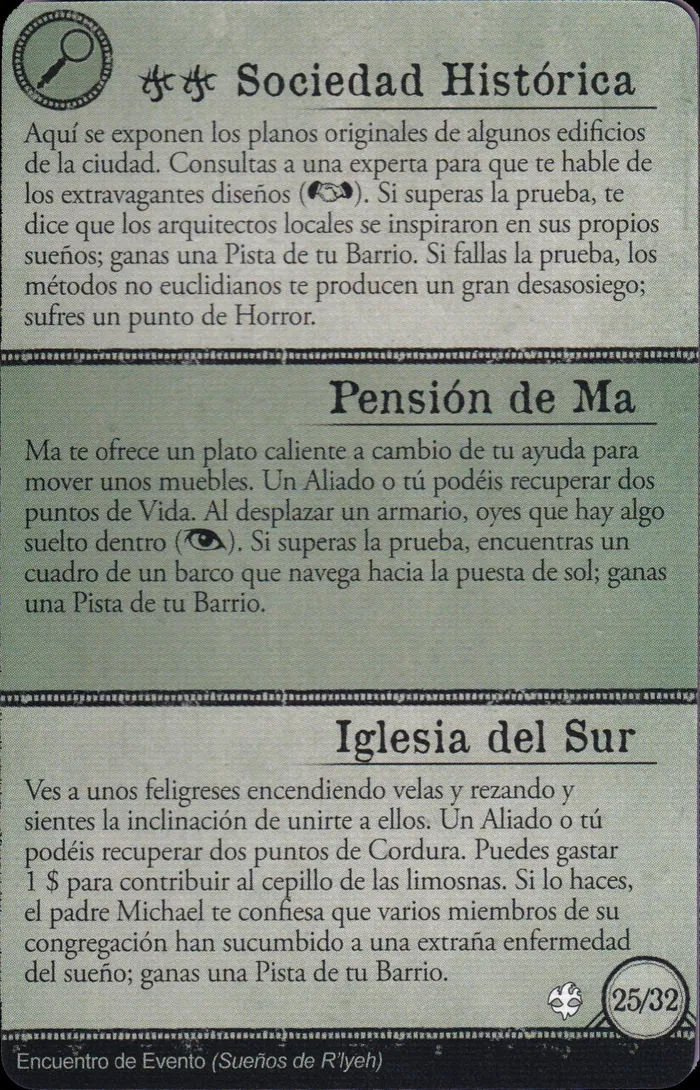 Sociedad Histórica
Aquí se exponen los planos originales de algunos edificios
de la ciudad. Consultas a una experta para que te hable de
los extravagantes diseños ( ). Si superas la prueba, te
dice que los arquitectos locales se inspiraron en sus propios
sueños; ganas una Pista de tu Barrio. Si fallas la prueba, los
métodos no euclidianos te producen un gran desasosiego;
sufres un punto de Horror.
Pensión de Ma
Ma te ofrece un plato caliente a cambio de tu ayuda para
mover unos muebles. Un Aliado o tú podéis recuperar dos
puntos de Vida. Al desplazar un armario, oyes que hay algo
suelto dentro ( ). Si superas la prueba, encuentras un
cuadro de un barco que navega hacia la puesta de sol; ganas
una Pista de tu Barrio.
Iglesia del Sur
Ves a unos feligreses encendiendo velas y rezando y
sientes la inclinación de unirte a ellos. Un Aliado o tú
podéis recuperar dos puntos de Cordura. Puedes gastar
1 $ para contribuir al cepillo de las limosnas. Si lo haces,
el padre Michael te confiesa que varios miembros de su
congregación han sucumbido a una extraña enfermedad
del sueño; ganas una Pista de tu Barrio.
25/32
Encuentro de Evento (Sueños de R'lyeh)